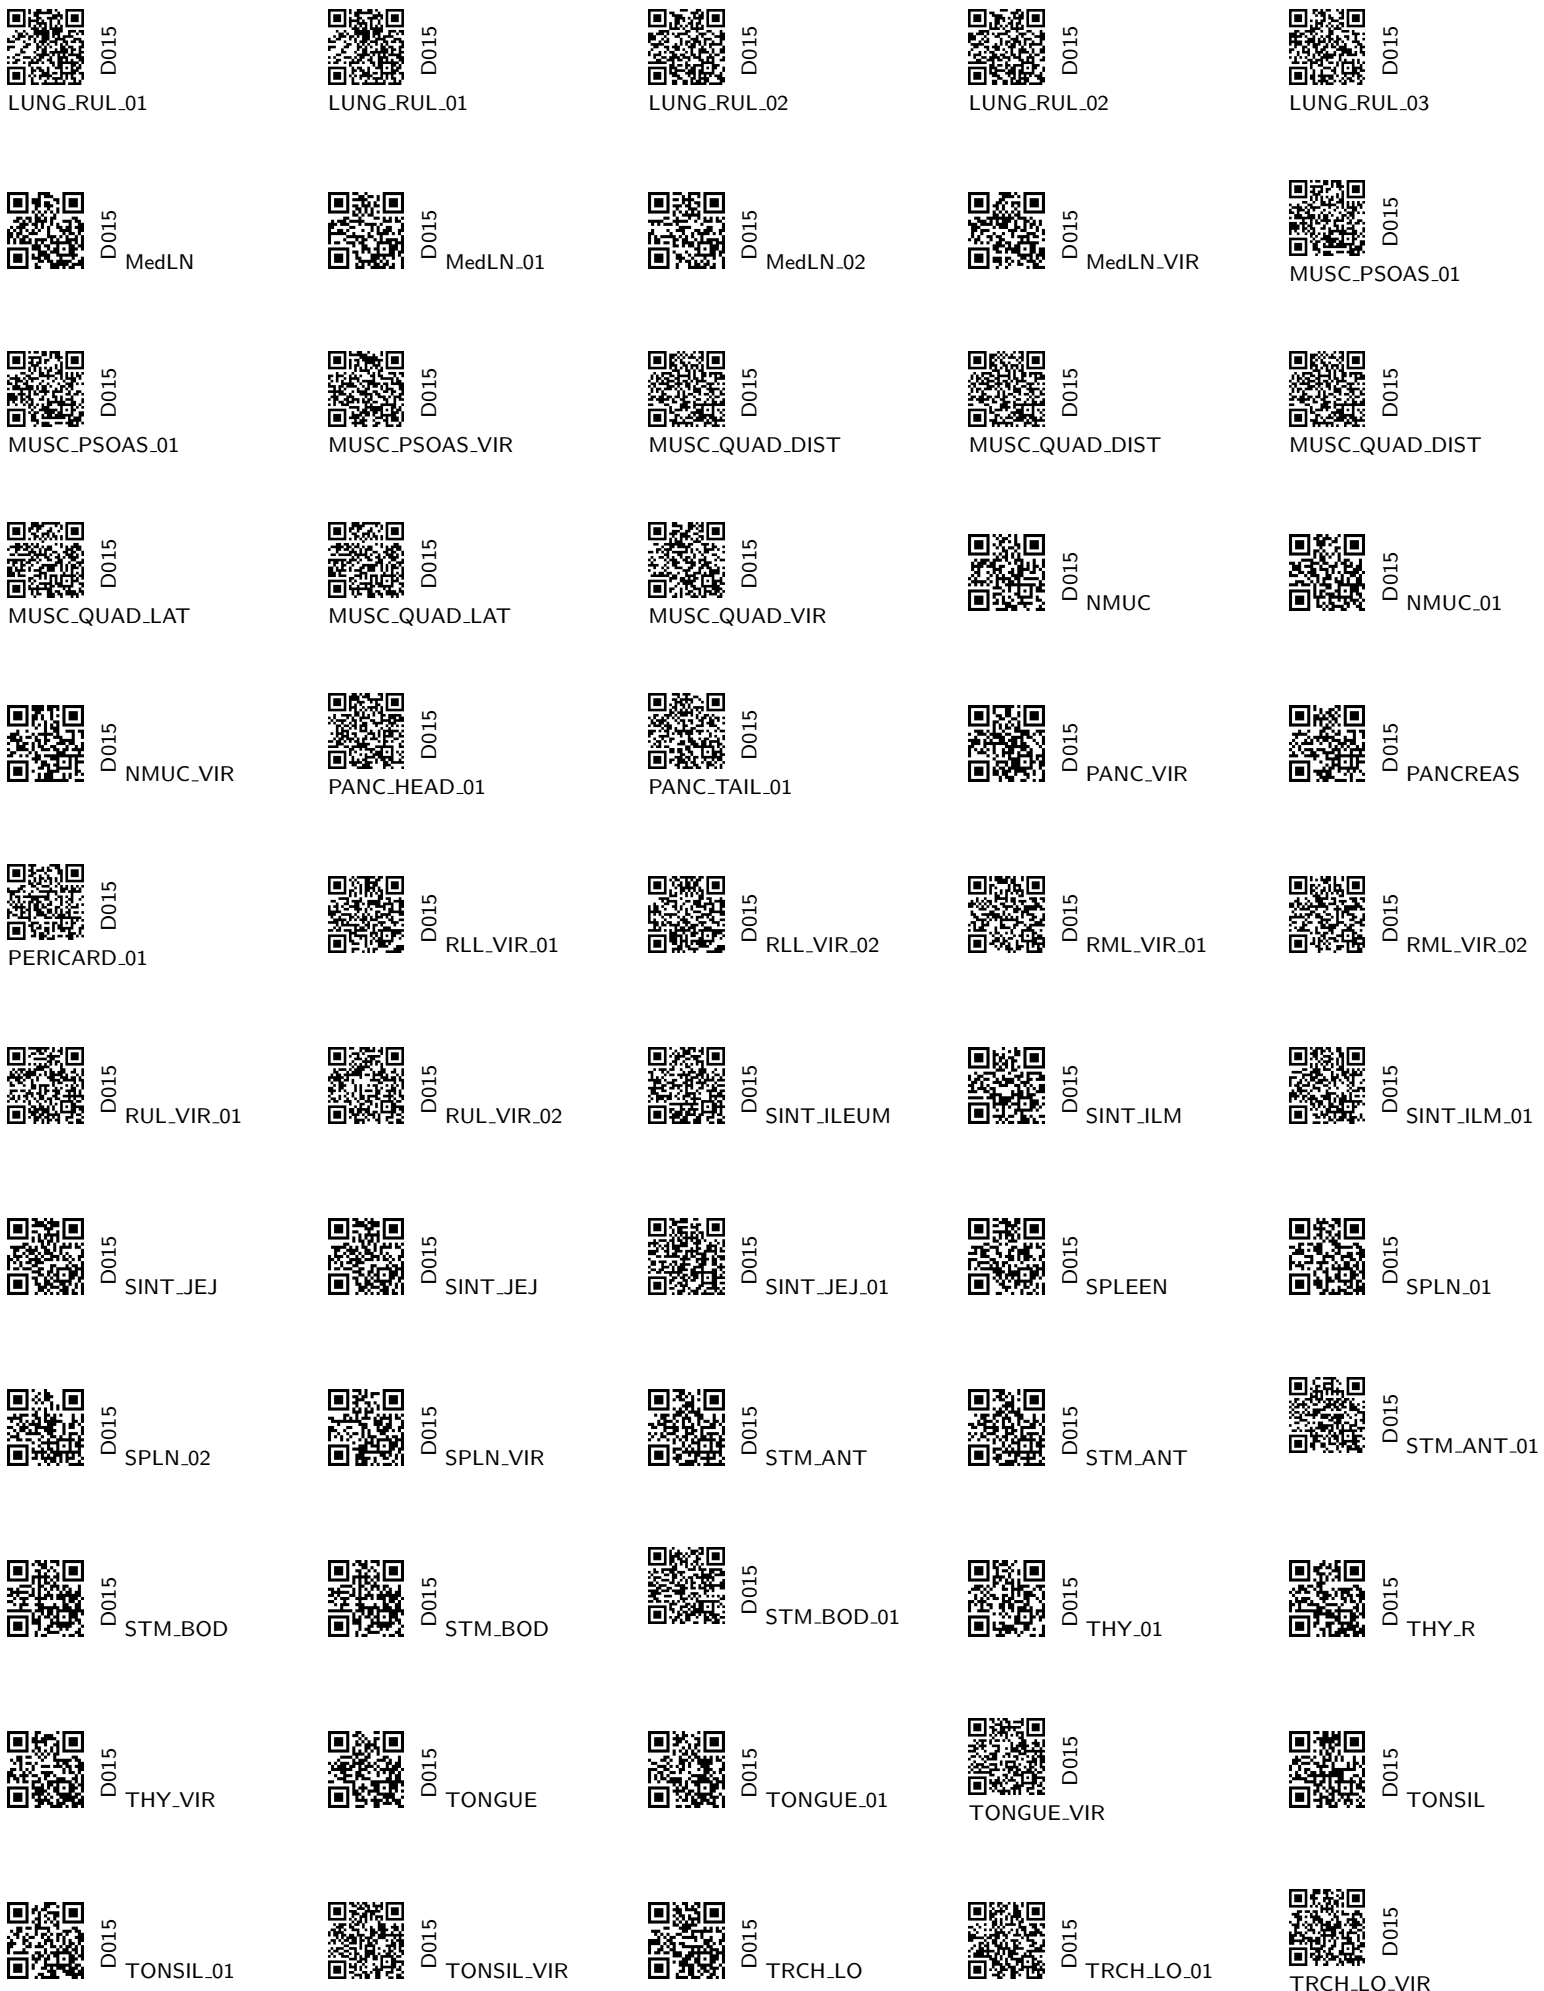 D015
LUNG_RUL_01
D015
LUNG_RUL_01
D015
LUNG_RUL_02
D015
LUNG_RUL_02
D015
LUNG_RUL_03
D015
MedLN
D015
MedLN_01
D015
MedLN_02
D015
MedLN_VIR
D015
MUSC_PSOAS_01
D015
MUSC_PSOAS_01
D015
MUSC_PSOAS_VIR
D015
MUSC_QUAD_DIST
D015
MUSC_QUAD_DIST
D015
MUSC_QUAD_DIST
D015
MUSC_QUAD_LAT
D015
MUSC_QUAD_LAT
D015
MUSC_QUAD_VIR
D015
NMUC
D015
NMUC_01
D015
NMUC_VIR
D015
PANC_HEAD_01
D015
PANC_TAIL_01
D015
PANC_VIR
D015
PANCREAS
D015
PERICARD_01
D015
RLL_VIR_01
D015
RLL_VIR_02
D015
RML_VIR_01
D015
RML_VIR_02
D015
RUL_VIR_01
D015
RUL_VIR_02
D015
SINT_ILEUM
D015
SINT_ILM
D015
SINT_ILM_01
D015
SINT_JEJ
D015
SINT_JEJ
D015
SINT_JEJ_01
D015
SPLEEN
D015
SPLN_01
D015
SPLN_02
D015
SPLN_VIR
D015
STM_ANT
D015
STM_ANT
D015
STM_ANT_01
D015
STM_BOD
D015
STM_BOD
D015
STM_BOD_01
D015
THY_01
D015
THY_R
D015
THY_VIR
D015
TONGUE
D015
TONGUE_01
D015
TONGUE_VIR
D015
TONSIL
D015
TONSIL_01
D015
TONSIL_VIR
D015
TRCH_LO
D015
TRCH_LO_01
D015
TRCH_LO_VIR